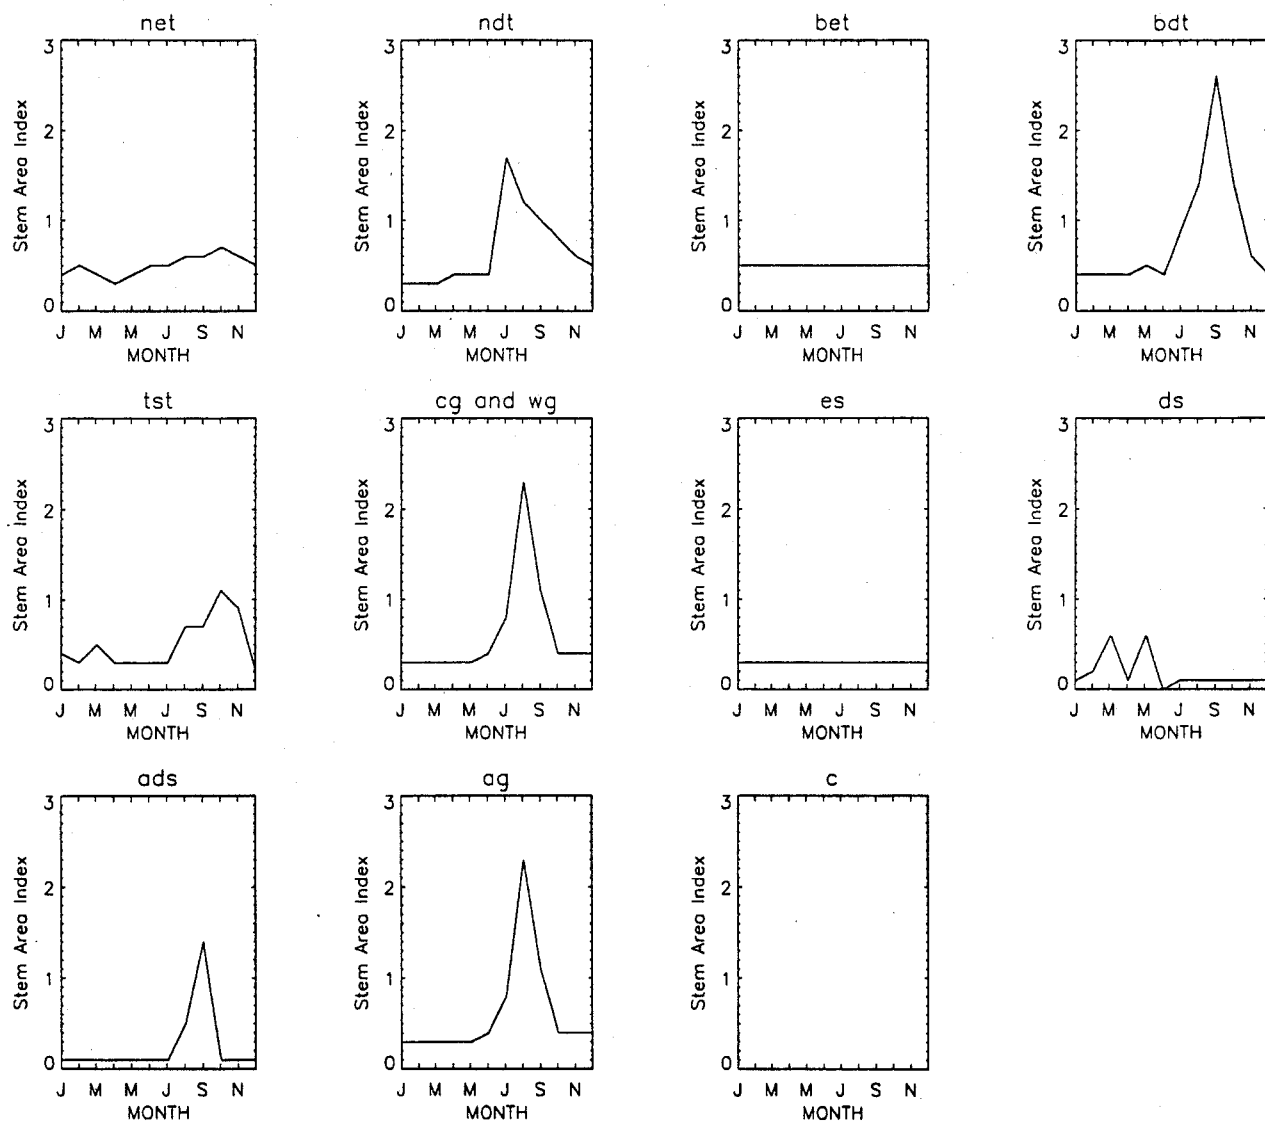 net
3
2
1
0
Stem Area Index
J M M J S N
MONTH
ndt
3
2
1
0
Stem Area Index
J M M J S N
MONTH
bet
3
2
1
0
Stem Area Index
J M M J S N
MONTH
bdt
3
2
1
0
Stem Area Index
J M M J S N
MONTH
tst
3
2
1
0
Stem Area Index
J M M J S N
MONTH
cg and wg
3
2
1
0
Stem Area Index
J M M J S N
MONTH
es
3
2
1
0
Stem Area Index
J M M J S N
MONTH
ds
3
2
1
0
Stem Area Index
J M M J S N
MONTH
ads
3
2
1
0
Stem Area Index
J M M J S N
MONTH
ag
3
2
1
0
Stem Area Index
J M M J S N
MONTH
c
3
2
1
0
Stem Area Index
J M M J S N
MONTH